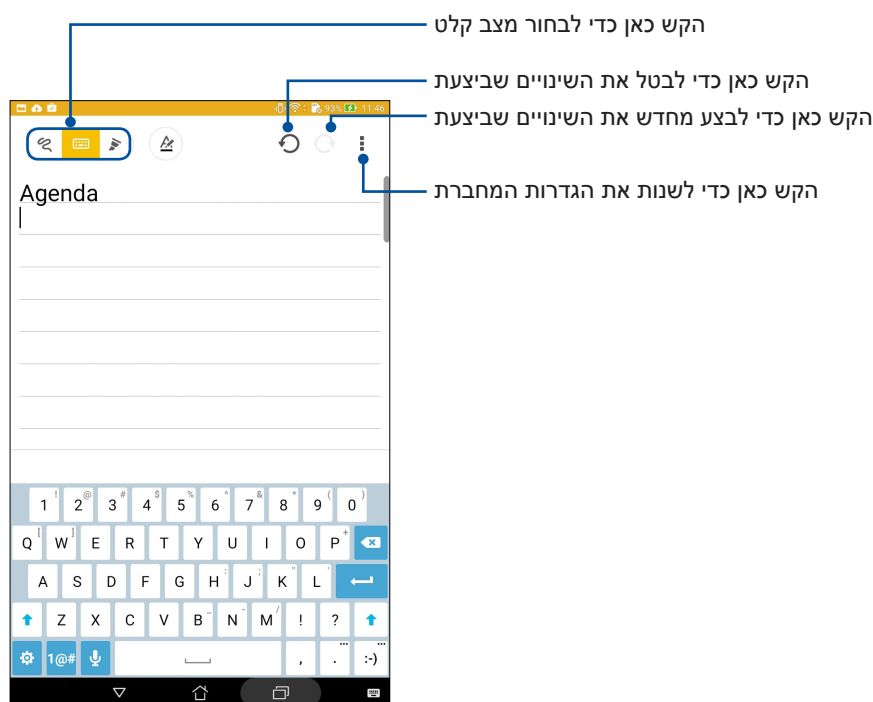 הקש כאן כדי לבחור מצב קלט
הקש כאן כדי לבטל את השינויים שביצעת
הקש כאן כדי לבצע מחדש את השינויים שביצעת
הקש כאן כדי לשנות את הגדרות המחברת
93% 11:46
Agenda
1 ! 2 @ 3 # 4 $ 5 % 6 ^ 7 & 8 * 9 ( 0 )
Q [ W ] E R T Y U I O P +
A S D F G H : J ; K " L '
Z X C V B _ N - M / ! ?
1@# , . ... :-) ...